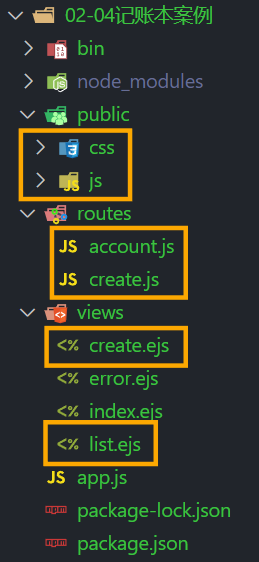 02-04记账本案例
bin
node_modules
public
css
js
routes
JS account.js
JS create.js
views
<% create.ejs
<% error.ejs
<% index.ejs
<% list.ejs
JS app.js
package-lock.json
package.json